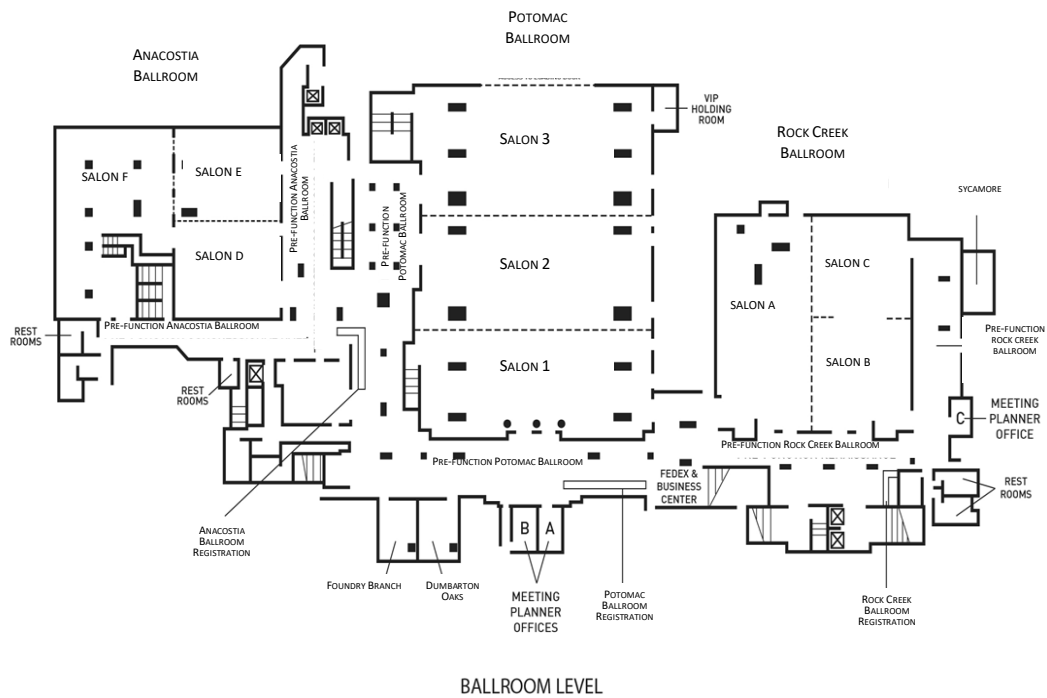 POTOMAC
BALLROOM
ANACOSTIA
BALLROOM
VIP
HOLDING
ROOM
ROCK CREEK
BALLROOM
SALON 3
SALON F
SALON E
PRE-FUNCTION ANACOSTIA
BALLROOM
PRE-FUNCTION
POTOMAC BALLROOM
SYCAMORE
SALON D
SALON 2
SALON C
SALON A
PRE-FUNCTION ANACOSTIA BALLROOM
REST
ROOMS
PRE-FUNCTION
ROCK CREEK
BALLROOM
SALON 1
SALON B
REST
ROOMS
C
MEETING
PLANNER
OFFICE
PRE-FUNCTION ROCK CREEK BALLROOM
PRE-FUNCTION POTOMAC BALLROOM
FEDEX &
BUSINESS
CENTER
REST
ROOMS
ANACOSTIA
BALLROOM
REGISTRATION
B
A
FOUNDRY BRANCH
DUMBARTON
OAKS
MEETING
PLANNER
OFFICES
POTOMAC
BALLROOM
REGISTRATION
ROCK CREEK
BALLROOM
REGISTRATION
BALLROOM LEVEL